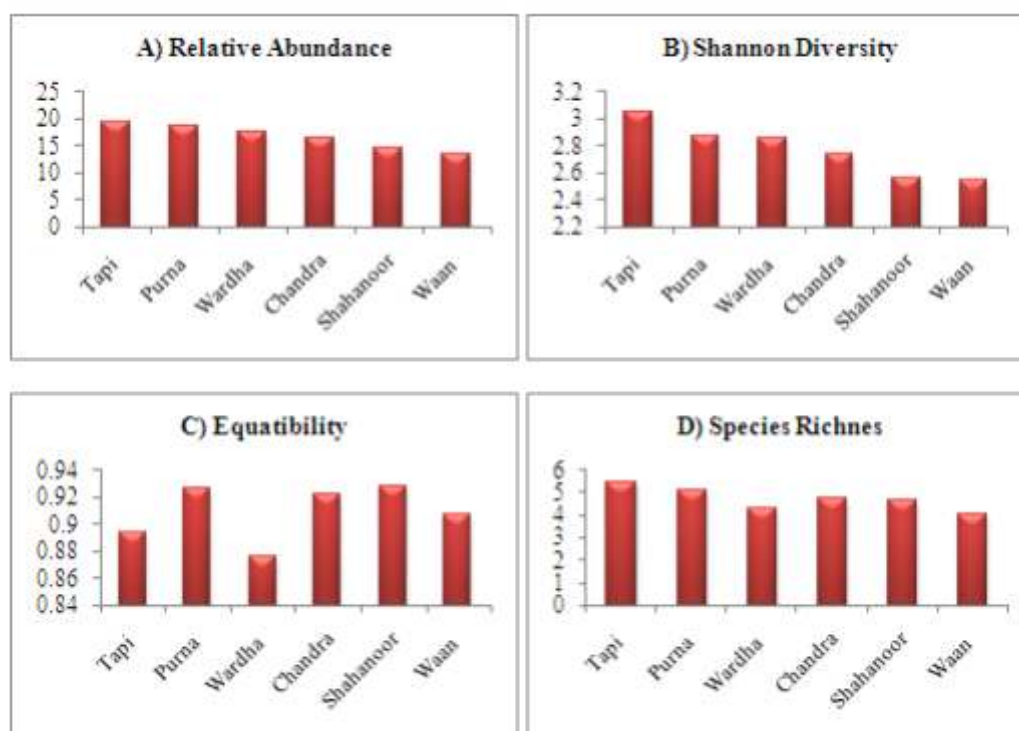 A) Relative Abundance
25
20
15
10
5
0
Tapi
Purna
Wardha
Chandra
Shahanoor
Waan
B) Shannon Diversity
3.2
3
2.8
2.6
2.4
2.2
Tapi
Purna
Wardha
Chandra
Shahanoor
Waan
C) Equatibility
0.94
0.92
0.9
0.88
0.86
0.84
Tapi
Purna
Wardha
Chandra
Shahanoor
Waan
D) Species Richnes
6
5
4
3
2
1
0
Tapi
Purna
Wardha
Chandra
Shahanoor
Waan